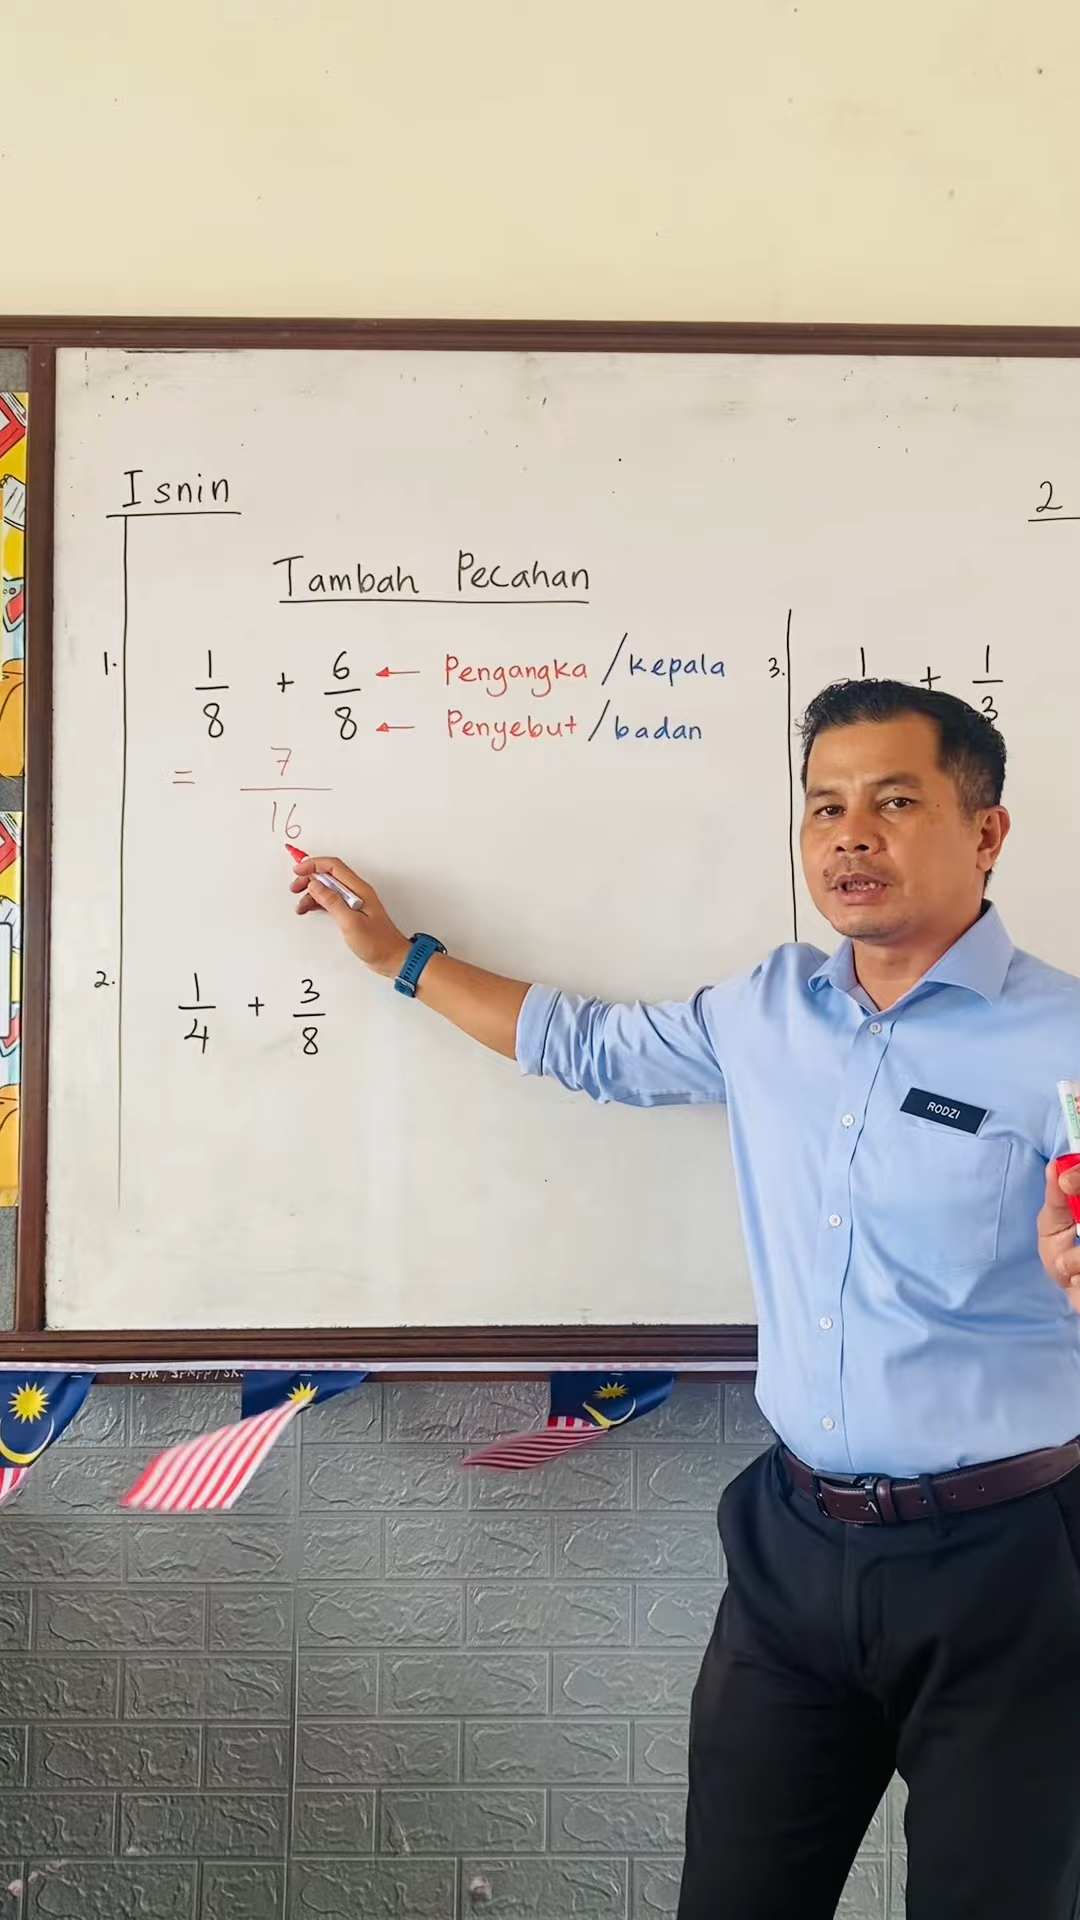 Isnin
2
Tambah Pecahan
1. 1/8 + 6/8 ← Pengangka / kepala
← Penyebut / badan
= 7/16
2. 1/4 + 3/8
3. 1 + 1/3
RODZI